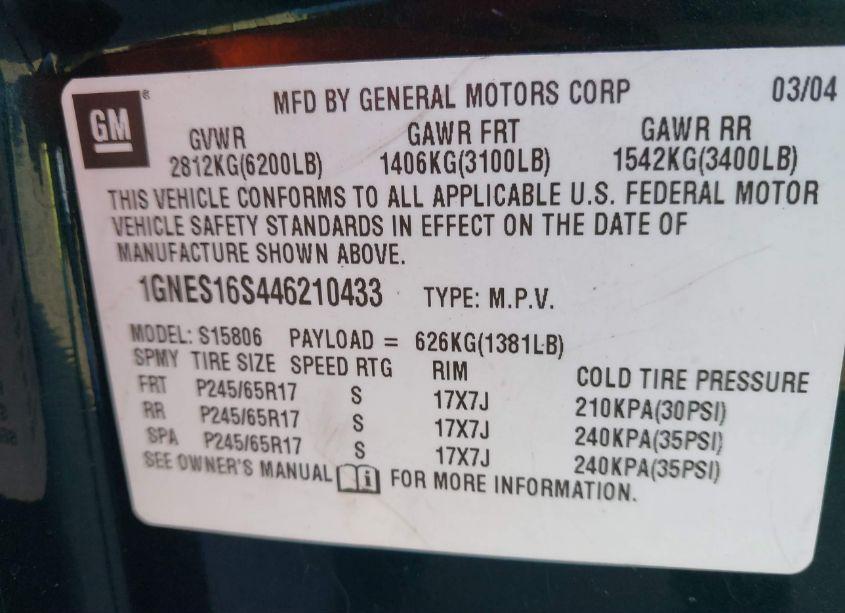 GM ® MFD BY GENERAL MOTORS CORP 03/04
GVWR GAWR FRT GAWR RR
2812KG(6200LB) 1406KG(3100LB) 1542KG(3400LB)
THIS VEHICLE CONFORMS TO ALL APPLICABLE U.S. FEDERAL MOTOR
VEHICLE SAFETY STANDARDS IN EFFECT ON THE DATE OF
MANUFACTURE SHOWN ABOVE.
1GNES16S446210433 TYPE: M.P.V.
MODEL: S15806 PAYLOAD = 626KG(1381LB)
SPMY TIRE SIZE SPEED RTG RIM COLD TIRE PRESSURE
FRT P245/65R17 S 17X7J 210KPA(30PSI)
RR P245/65R17 S 17X7J 240KPA(35PSI)
SPA P245/65R17 S 17X7J 240KPA(35PSI)
SEE OWNER'S MANUAL i FOR MORE INFORMATION.